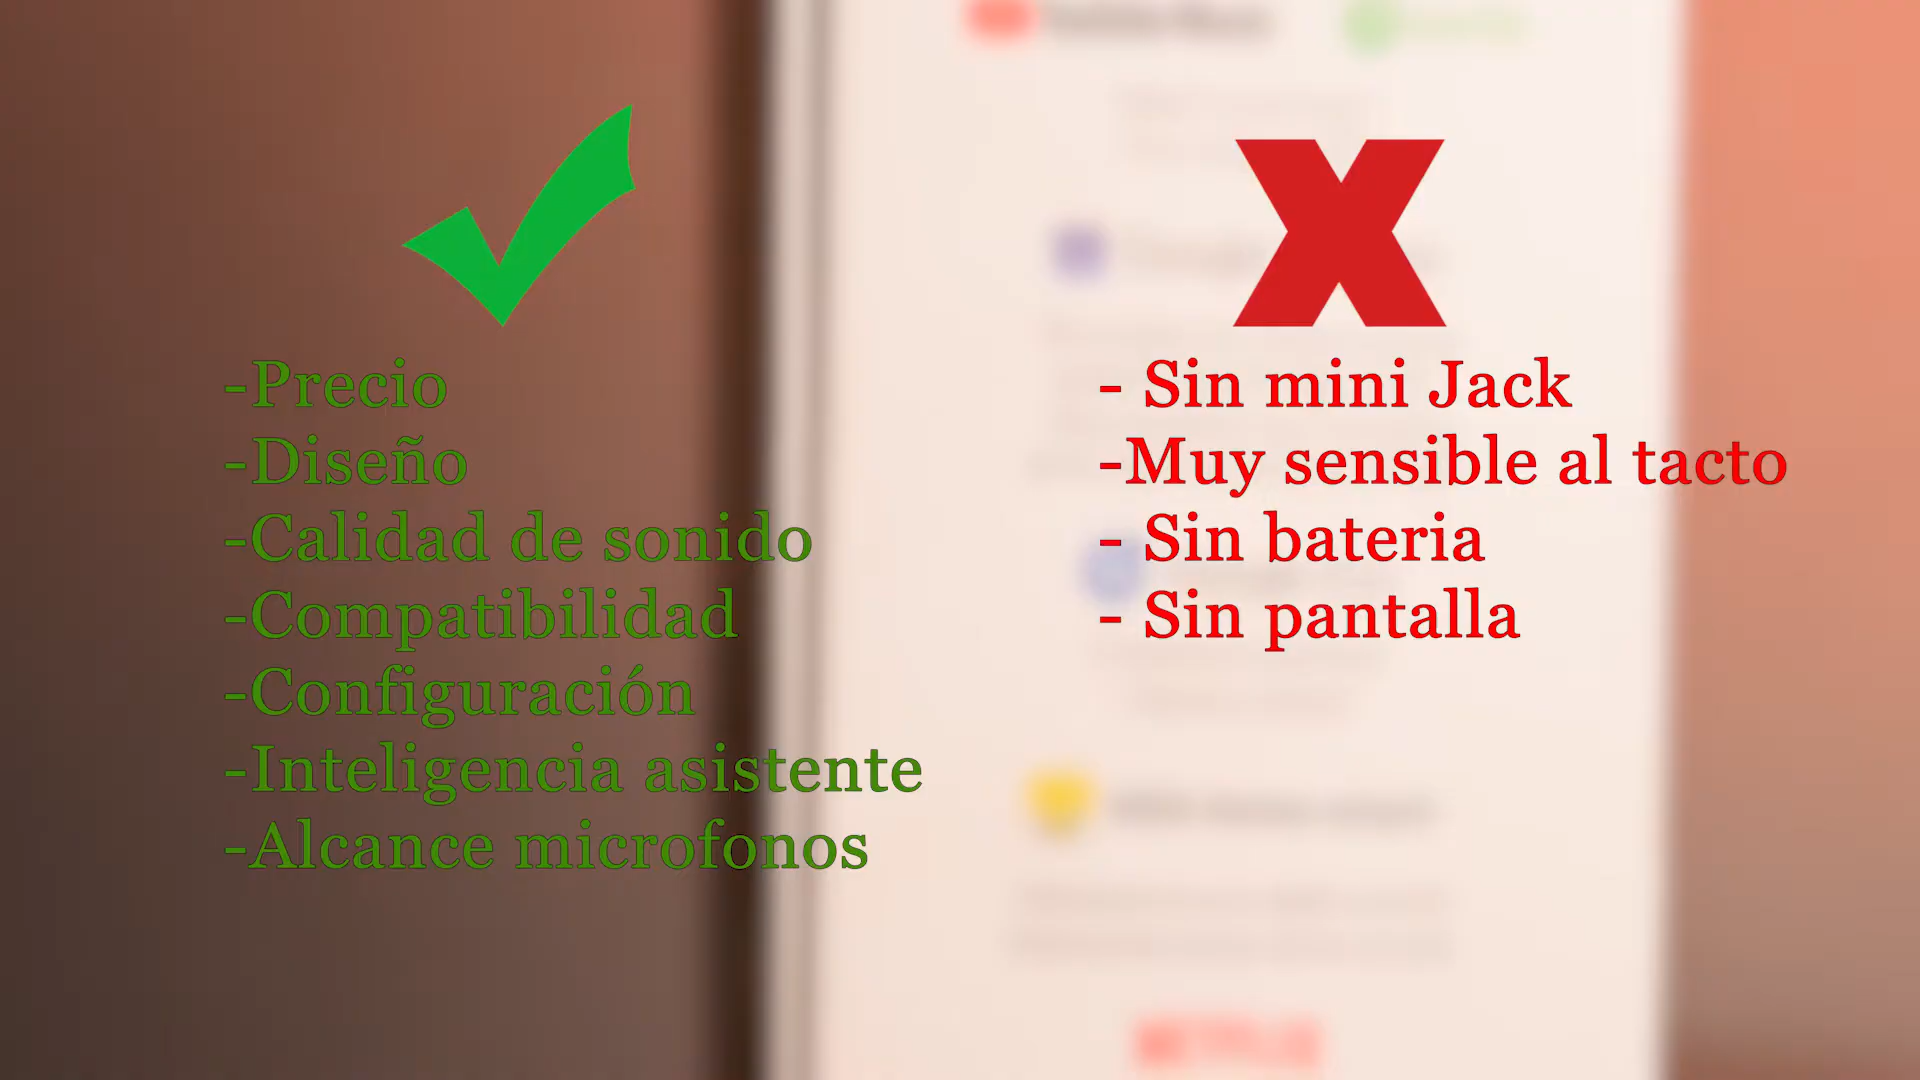 -Precio
-Diseño
-Calidad de sonido
-Compatibilidad
-Configuración
-Inteligencia asistente
-Alcance microfonos
- Sin mini Jack
-Muy sensible al tacto
- Sin bateria
- Sin pantalla
NETFLIX